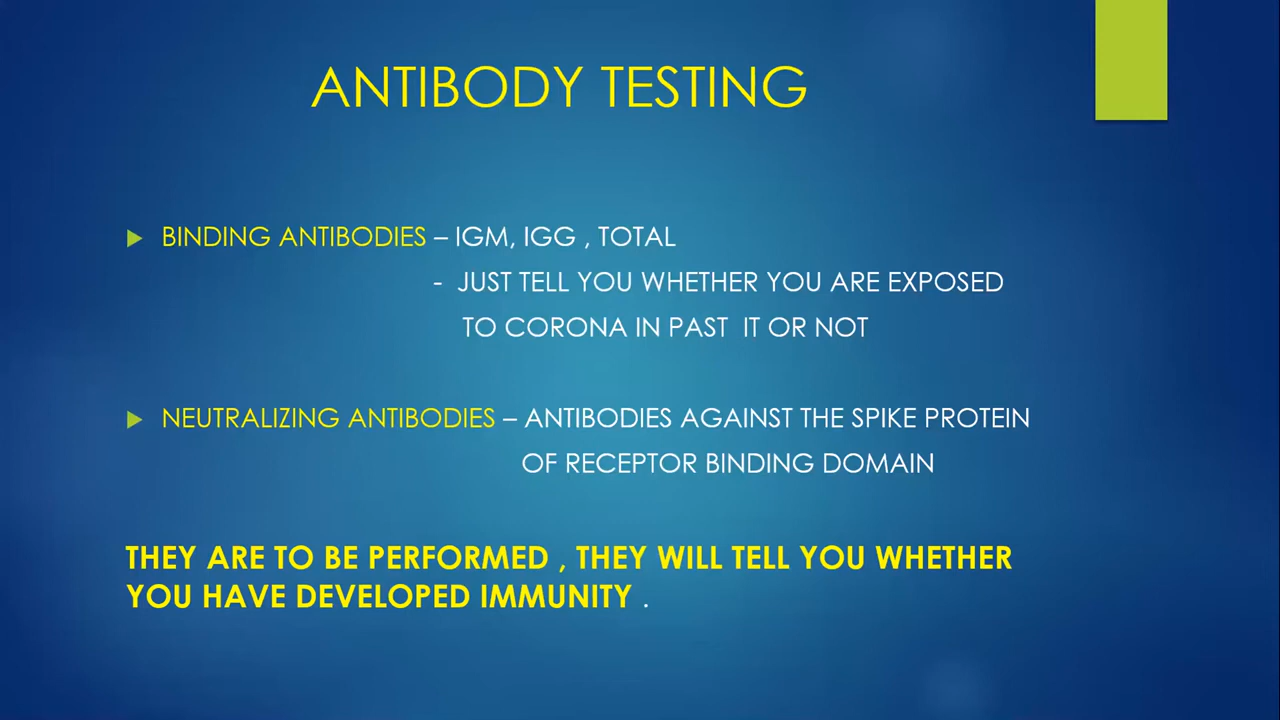 ANTIBODY TESTING
BINDING ANTIBODIES – IGM, IGG , TOTAL
- JUST TELL YOU WHETHER YOU ARE EXPOSED
TO CORONA IN PAST IT OR NOT
NEUTRALIZING ANTIBODIES – ANTIBODIES AGAINST THE SPIKE PROTEIN
OF RECEPTOR BINDING DOMAIN
THEY ARE TO BE PERFORMED , THEY WILL TELL YOU WHETHER
YOU HAVE DEVELOPED IMMUNITY .